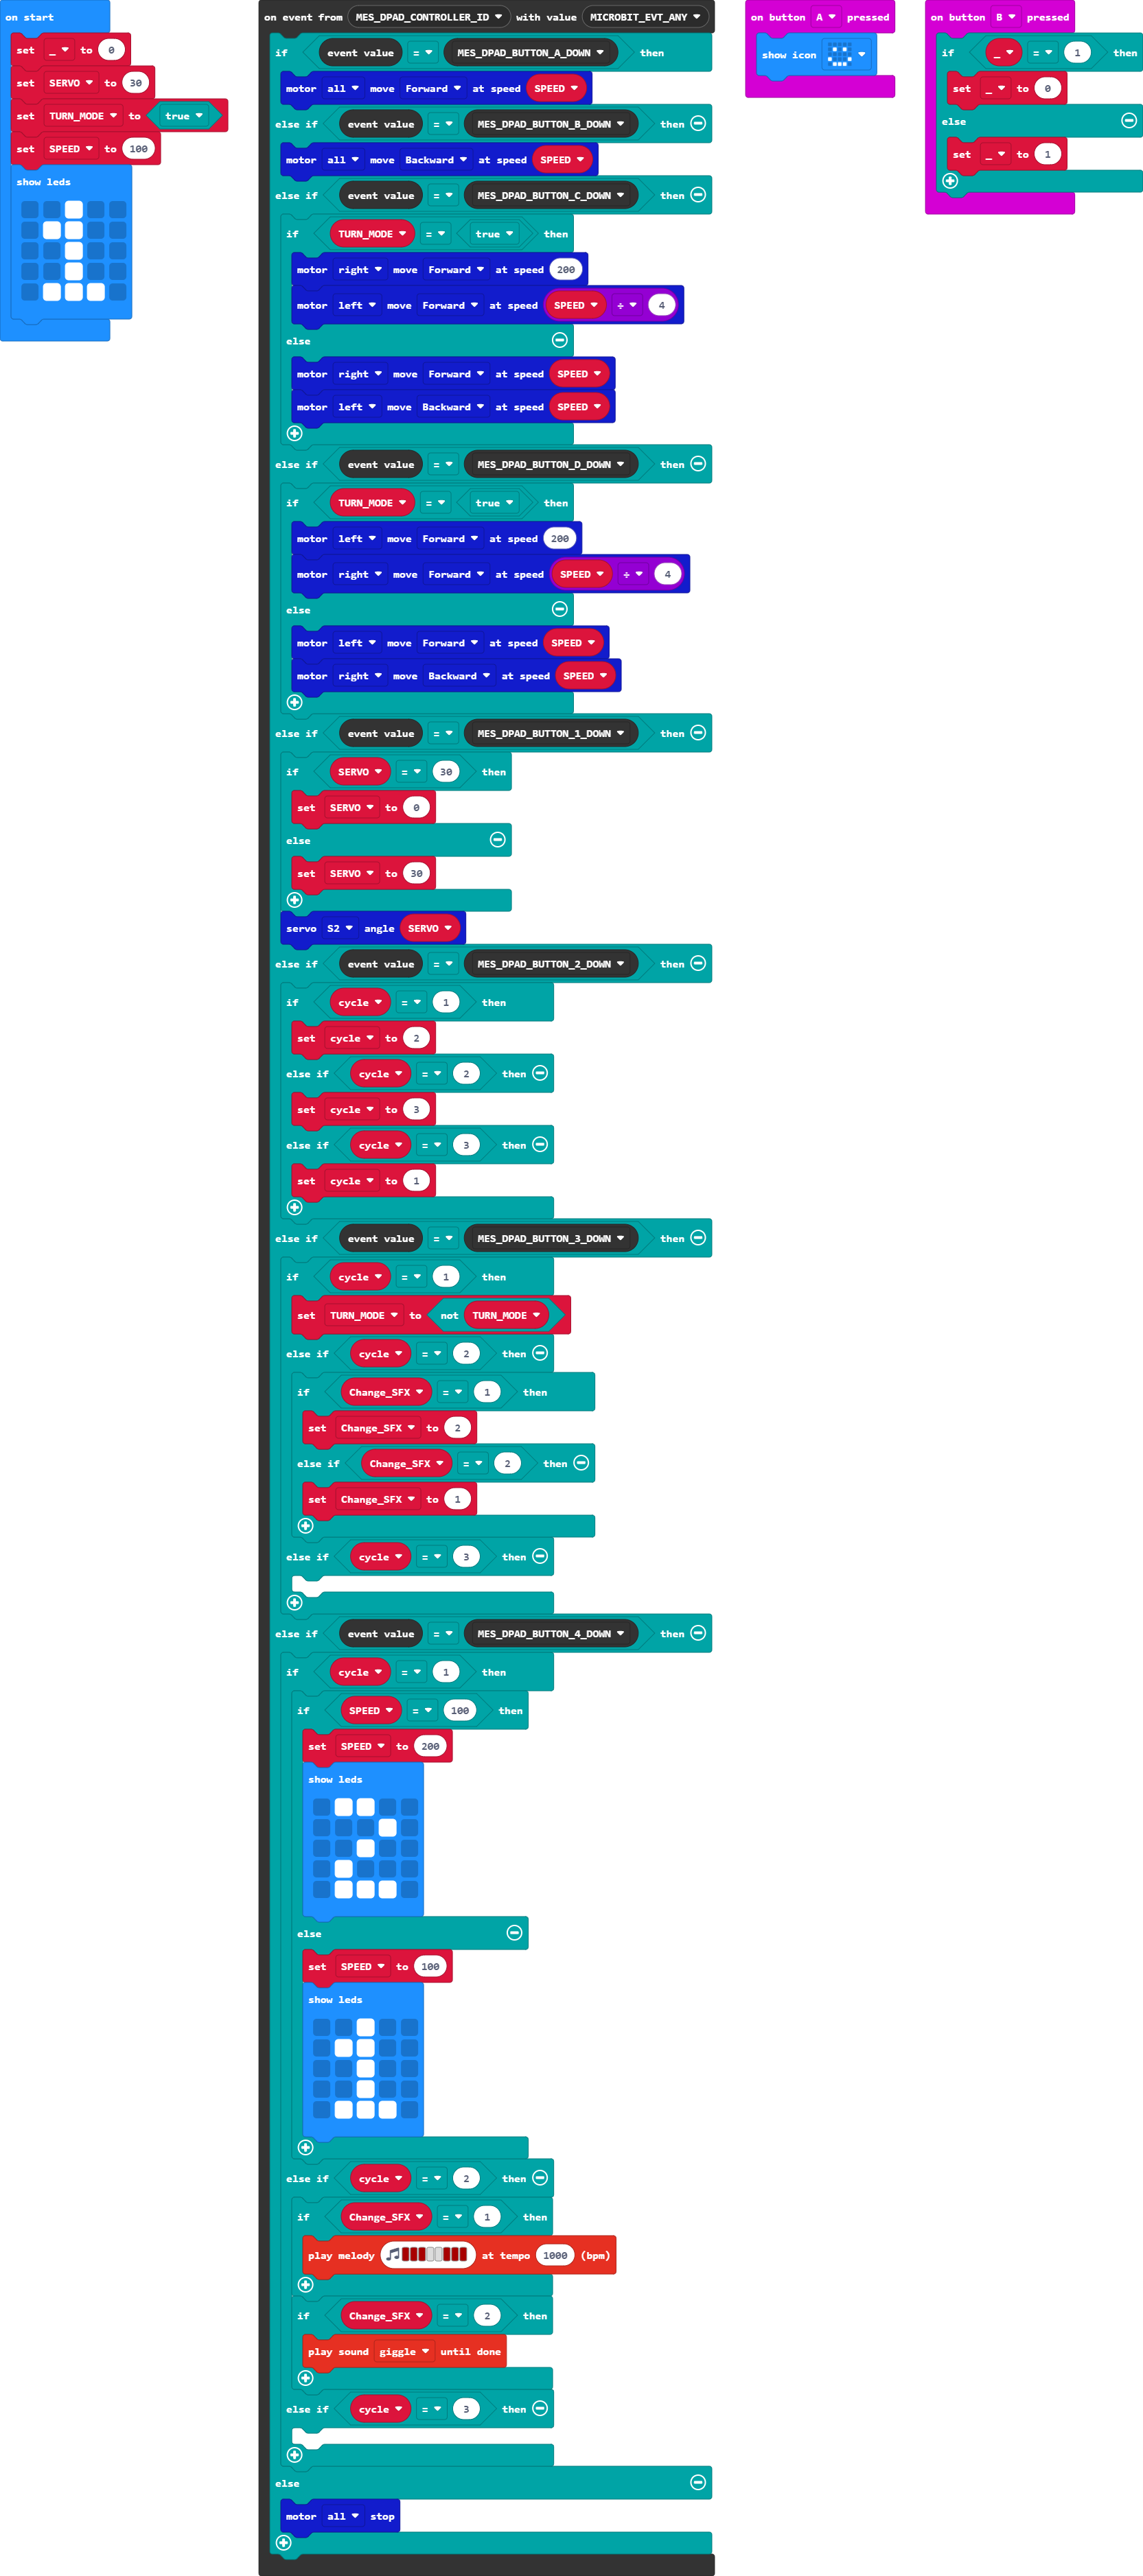 on start
set _ to 0
set SERVO to 30
set TURN_MODE to true
set SPEED to 100
show leds
on event from MES_DPAD_CONTROLLER_ID with value MICROBIT_EVT_ANY
if event value = MES_DPAD_BUTTON_A_DOWN then
motor all move Forward at speed SPEED
else if event value = MES_DPAD_BUTTON_B_DOWN then
motor all move Backward at speed SPEED
else if event value = MES_DPAD_BUTTON_C_DOWN then
if TURN_MODE = true then
motor right move Forward at speed 200
motor left move Forward at speed SPEED ÷ 4
else
motor right move Forward at speed SPEED
motor left move Backward at speed SPEED
else if event value = MES_DPAD_BUTTON_D_DOWN then
if TURN_MODE = true then
motor left move Forward at speed 200
motor right move Forward at speed SPEED ÷ 4
else
motor left move Forward at speed SPEED
motor right move Backward at speed SPEED
else if event value = MES_DPAD_BUTTON_1_DOWN then
if SERVO = 30 then
set SERVO to 0
else
set SERVO to 30
servo S2 angle SERVO
else if event value = MES_DPAD_BUTTON_2_DOWN then
if cycle = 1 then
set cycle to 2
else if cycle = 2 then
set cycle to 3
else if cycle = 3 then
set cycle to 1
else if event value = MES_DPAD_BUTTON_3_DOWN then
if cycle = 1 then
set TURN_MODE to not TURN_MODE
else if cycle = 2 then
if Change_SFX = 1 then
set Change_SFX to 2
else if Change_SFX = 2 then
set Change_SFX to 1
else if cycle = 3 then
else if event value = MES_DPAD_BUTTON_4_DOWN then
if cycle = 1 then
if SPEED = 100 then
set SPEED to 200
show leds
else
set SPEED to 100
show leds
else if cycle = 2 then
if Change_SFX = 1 then
play melody at tempo 1000 (bpm)
if Change_SFX = 2 then
play sound giggle until done
else if cycle = 3 then
else
motor all stop
on button A pressed
show icon
on button B pressed
if _ = 1 then
set _ to 0
else
set _ to 1